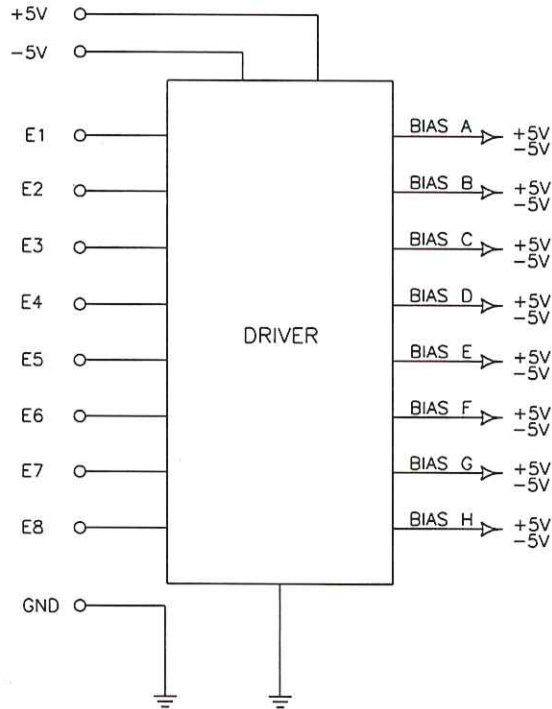 +5V
-5V
E1
BIAS A
+5V
-5V
E2
BIAS B
+5V
-5V
E3
BIAS C
+5V
-5V
E4
BIAS D
+5V
-5V
DRIVER
E5
BIAS E
+5V
-5V
E6
BIAS F
+5V
-5V
E7
BIAS G
+5V
-5V
E8
BIAS H
+5V
-5V
GND